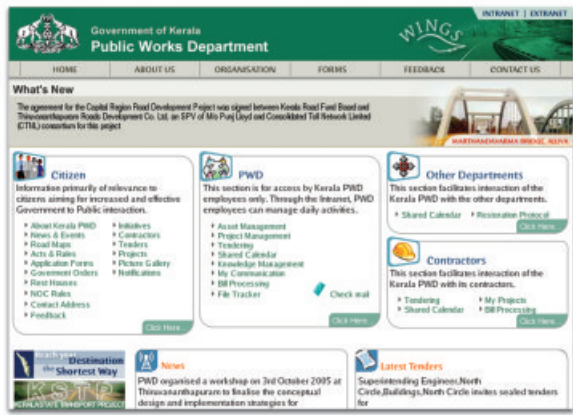 INTRANET | EXTRANET
Government of Kerala
Public Works Department
WINGS
HOME ABOUT US ORGANISATION FORMS FEEDBACK CONTACT US
What's New
The agreement for the Capital Region Road Development Project was signed between Kerala Road Fund Board and
Thiruvananthapuram Roads Development Co. Ltd, an SPV of M/s Punj Lloyd and Consolidated Toll Network Limited
(CTNL) consortium for this project
MARTHANDAVARMA BRIDGE, ALUVA
Citizen
Information primarily of relevance to
citizens aiming for increased and effective
Government to Public interaction.
About Kerala PWD
News & Events
Road Maps
Acts & Rules
Application Forms
Goverment Orders
Rest Houses
NOC Rules
Contact Address
Feedback
Initiatives
Contractors
Tenders
Projects
Picture Gallery
Notifications
Click Here...
PWD
This section is for access by Kerala PWD
employees only. Through the Intranet, PWD
employees can manage daily activities.
Asset Management
Project Management
Tendering
Shared Calendar
Knowledge Management
My Communication
Bill Processing
File Tracker
Check mail
Click Here...
Other Departments
This section facilitates interaction of the
Kerala PWD with the other departments.
Shared Calendar Restoration Protocol
Click Here...
Contractors
This section facilitates interaction of the
Kerala PWD with its contractors.
Tendering My Projects
Shared Calendar Bill Processing
Click Here...
Reach your
Destination
the Shortest Way
KSTP
KERALA STATE TRANSPORT PROJECT
News
PWD organised a workshop on 3rd October 2005 at
Thiruvananthapuram to finalise the conceptual
design and implementation strategies for
Latest Tenders
Superintending Engineer,North
Circle,Buildings,North Circle invites sealed tenders
for